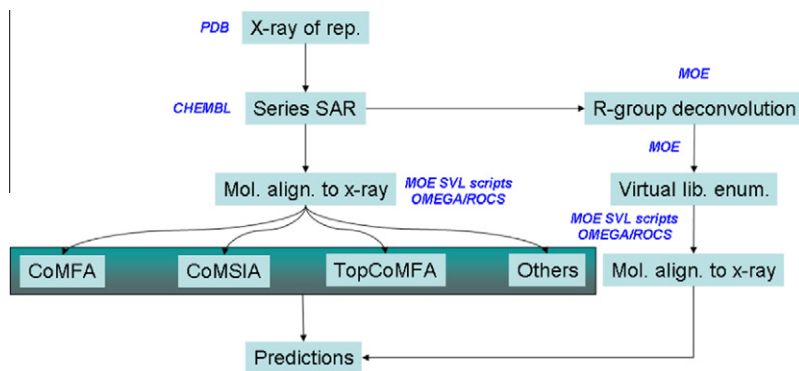 PDB
X-ray of rep.
MOE
CHEMBL
Series SAR
R-group deconvolution
MOE
Mol. align. to x-ray
MOE SVL scripts
OMEGA/ROCS
Virtual lib. enum.
MOE SVL scripts
OMEGA/ROCS
CoMFA
CoMSIA
TopCoMFA
Others
Mol. align. to x-ray
Predictions